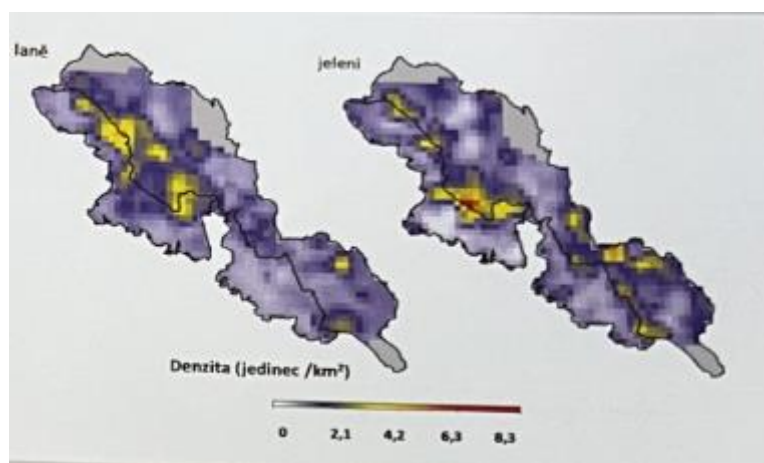 laně
jeleni
Denzita (jedinec /km²)
0 2,1 4,2 6,3 8,3